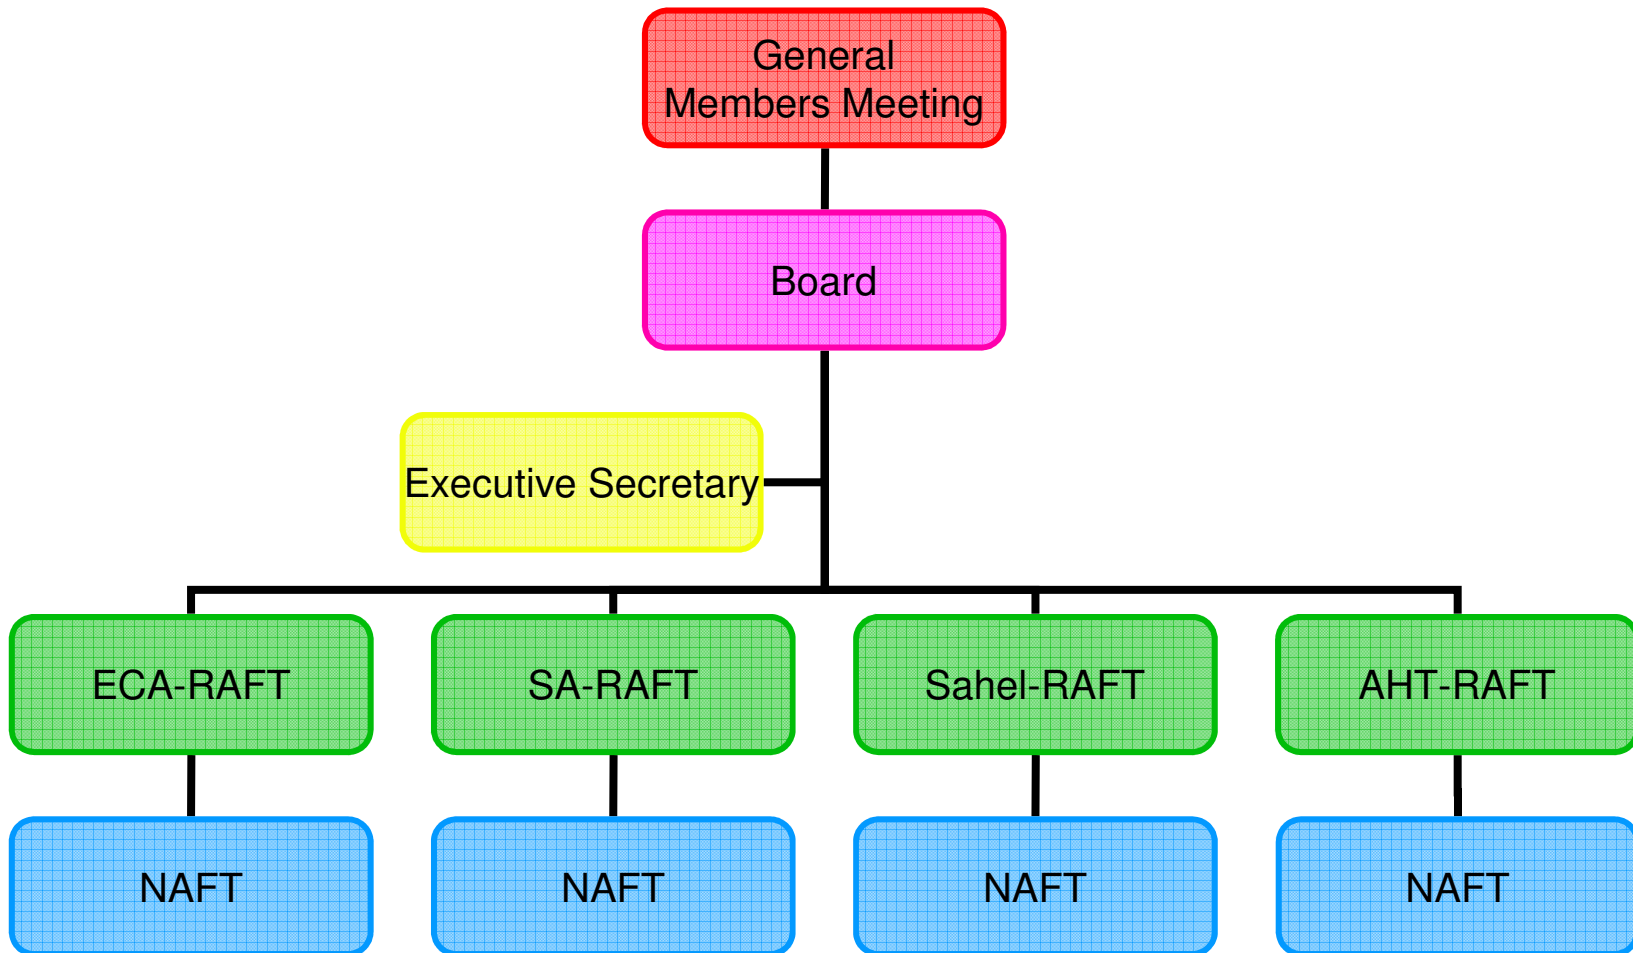 General
Members Meeting
Board
Executive Secretary
ECA-RAFT
SA-RAFT
Sahel-RAFT
AHT-RAFT
NAFT
NAFT
NAFT
NAFT